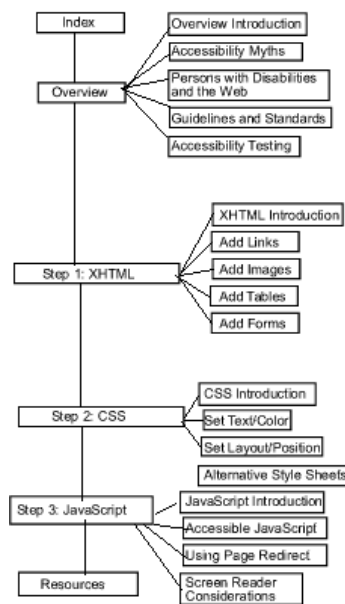 Index
Overview Introduction
Accessibility Myths
Overview
Persons with Disabilities
and the Web
Guidelines and Standards
Accessibility Testing
XHTML Introduction
Add Links
Step 1: XHTML
Add Images
Add Tables
Add Forms
CSS Introduction
Step 2: CSS
Set Text/Color
Set Layout/Position
Alternative Style Sheets
Step 3: JavaScript
JavaScript Introduction
Accessible JavaScript
Using Page Redirect
Resources
Screen Reader
Considerations